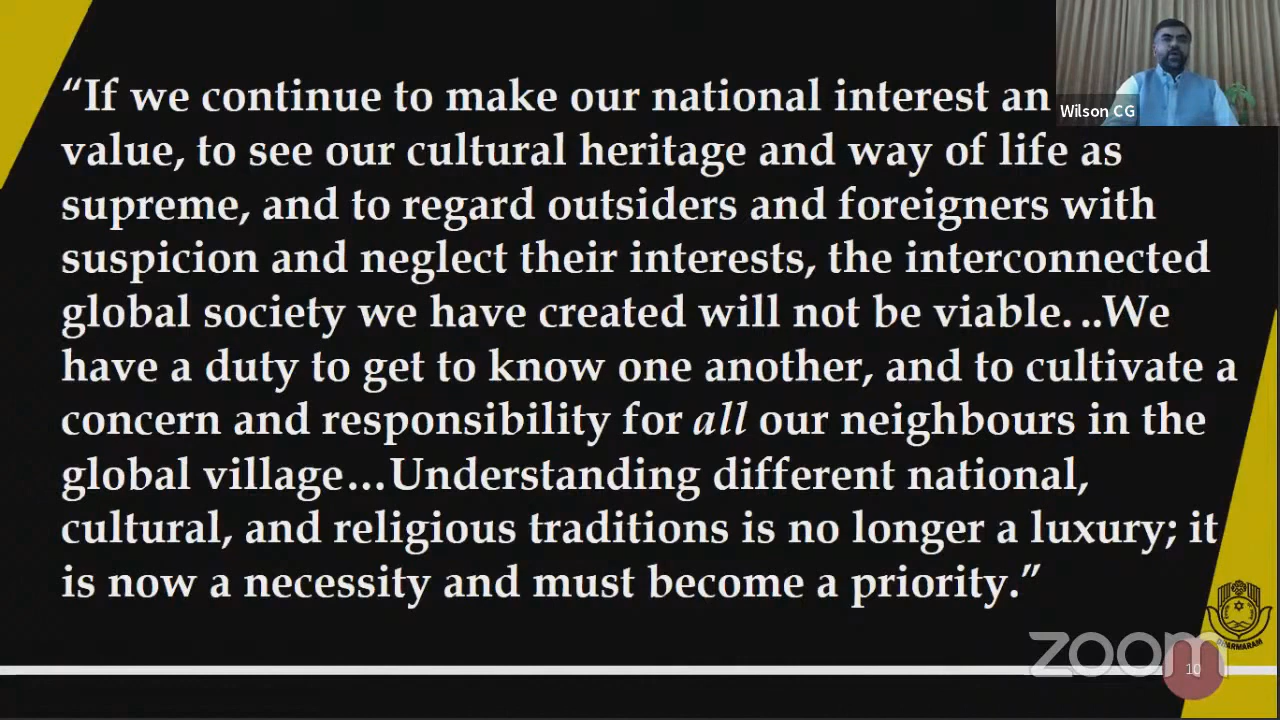 “If we continue to make our national interest an
value, to see our cultural heritage and way of life as
supreme, and to regard outsiders and foreigners with
suspicion and neglect their interests, the interconnected
global society we have created will not be viable. ..We
have a duty to get to know one another, and to cultivate a
concern and responsibility for all our neighbours in the
global village…Understanding different national,
cultural, and religious traditions is no longer a luxury; it
is now a necessity and must become a priority.”
Wilson CG
DHARMARAM
zoom
10